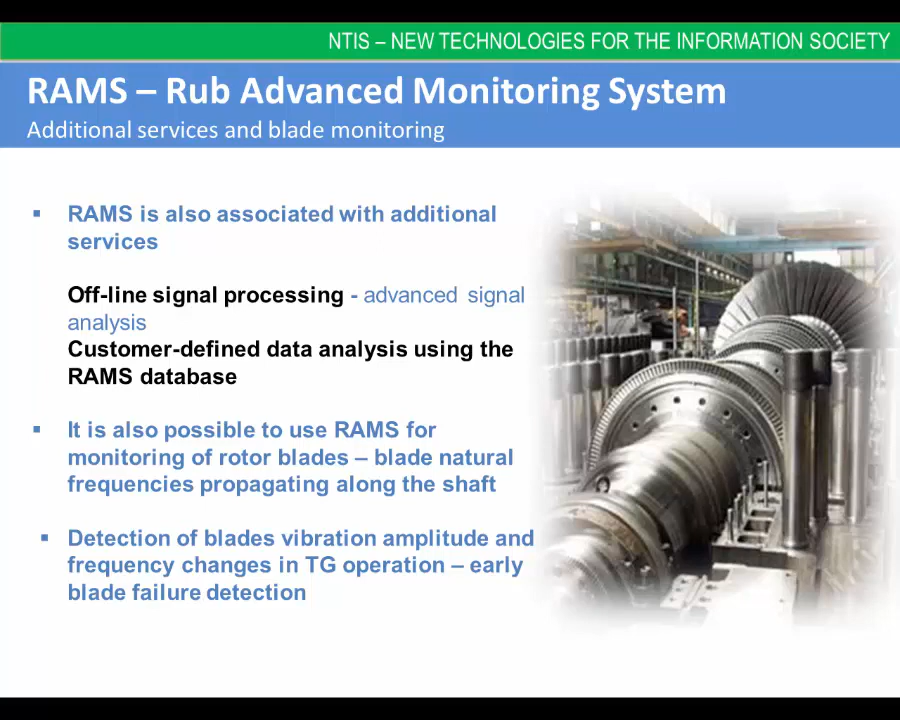 NTIS – NEW TECHNOLOGIES FOR THE INFORMATION SOCIETY
RAMS – Rub Advanced Monitoring System
Additional services and blade monitoring
▪ RAMS is also associated with additional
services
Off-line signal processing - advanced signal
analysis
Customer-defined data analysis using the
RAMS database
▪ It is also possible to use RAMS for
monitoring of rotor blades – blade natural
frequencies propagating along the shaft
▪ Detection of blades vibration amplitude and
frequency changes in TG operation – early
blade failure detection